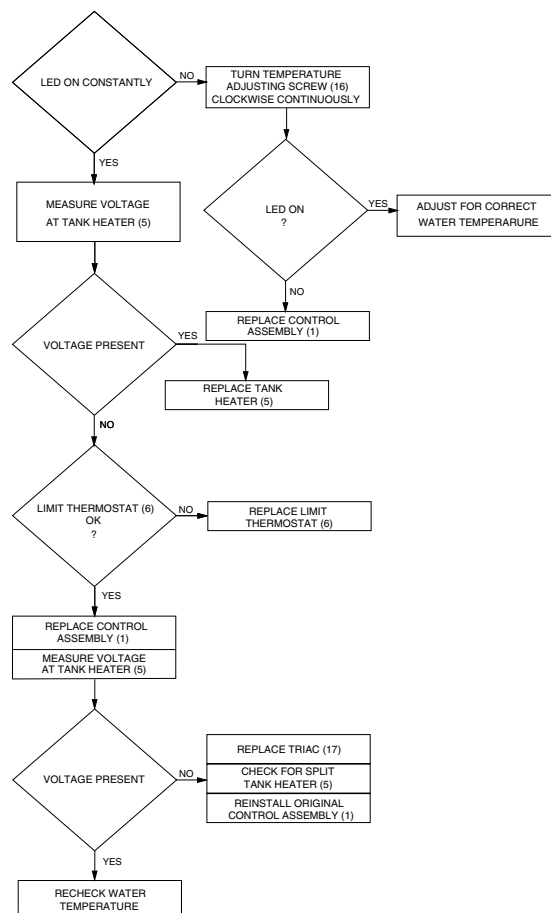 LED ON CONSTANTLY
NO
TURN TEMPERATURE
ADJUSTING SCREW (16)
CLOCKWISE CONTINUOUSLY
YES
MEASURE VOLTAGE
AT TANK HEATER (5)
LED ON
?
YES
ADJUST FOR CORRECT
WATER TEMPERARURE
NO
REPLACE CONTROL
ASSEMBLY (1)
VOLTAGE PRESENT
YES
REPLACE TANK
HEATER (5)
NO
LIMIT THERMOSTAT (6)
OK
?
NO
REPLACE LIMIT
THERMOSTAT (6)
YES
REPLACE CONTROL
ASSEMBLY (1)
MEASURE VOLTAGE
AT TANK HEATER (5)
VOLTAGE PRESENT
NO
REPLACE TRIAC (17)
CHECK FOR SPLIT
TANK HEATER (5)
REINSTALL ORIGINAL
CONTROL ASSEMBLY (1)
YES
RECHECK WATER
TEMPERATURE